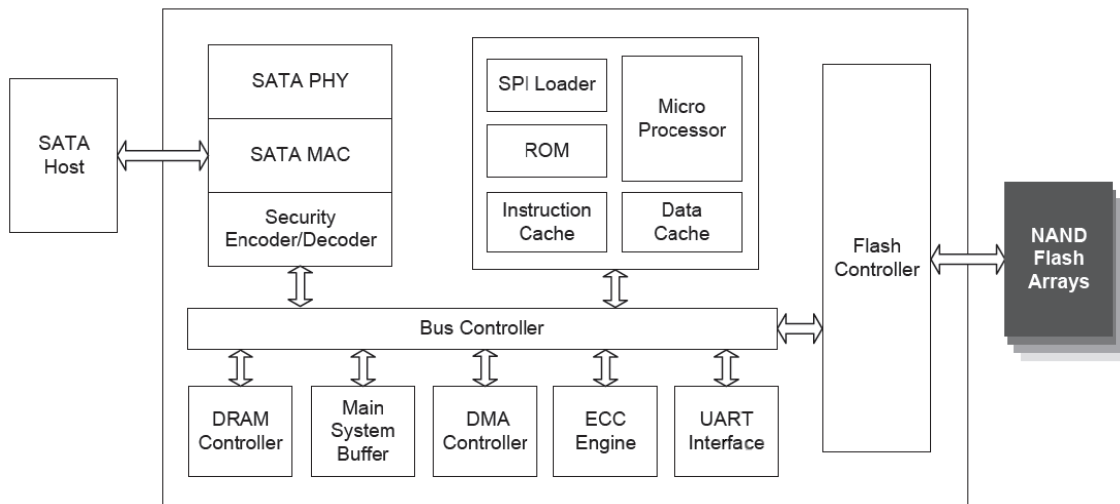 SATA
Host
SATA PHY
SATA MAC
Security
Encoder/Decoder
SPI Loader
ROM
Instruction
Cache
Micro
Processor
Data
Cache
Flash
Controller
NAND
Flash
Arrays
Bus Controller
DRAM
Controller
Main
System
Buffer
DMA
Controller
ECC
Engine
UART
Interface